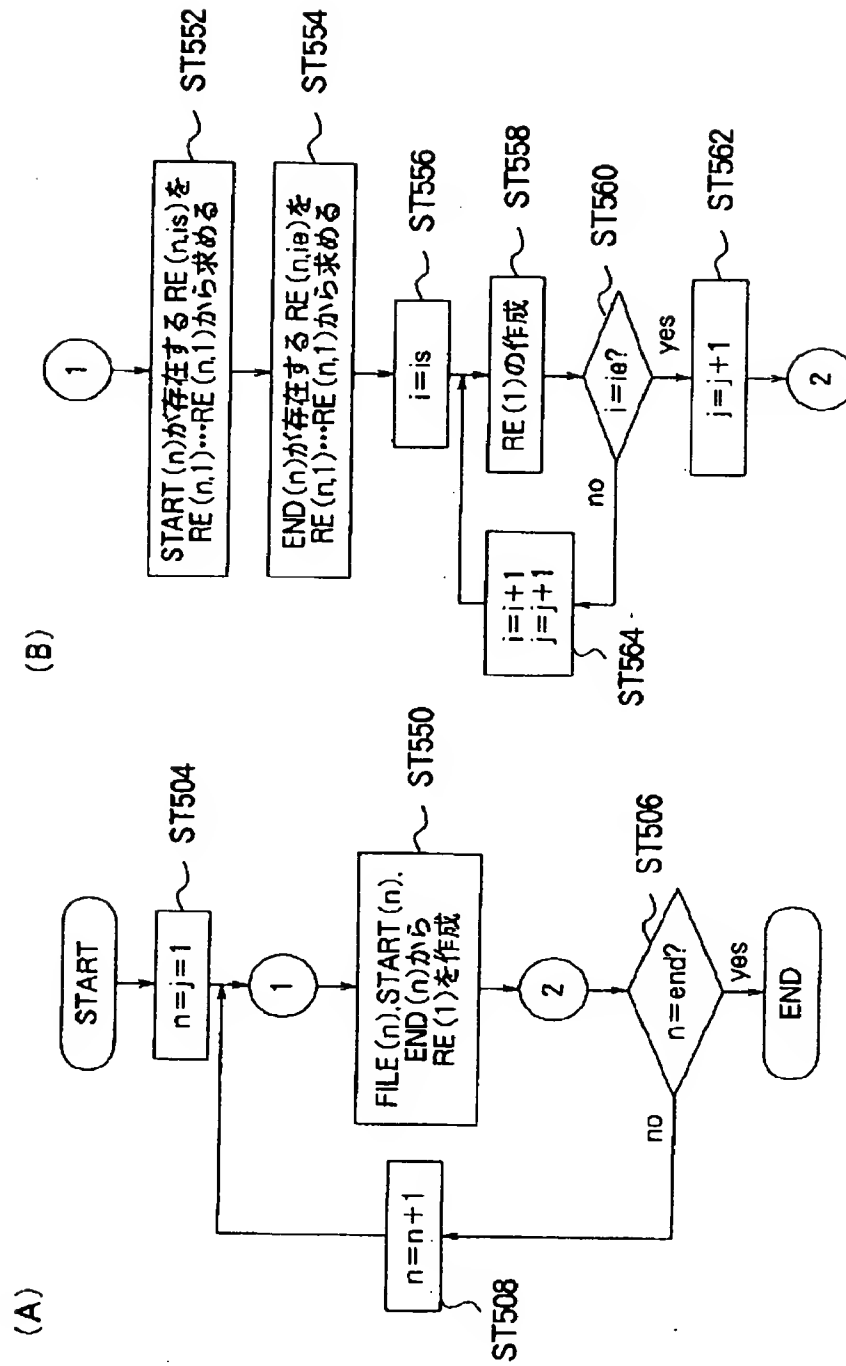 (A)
START
n=j=1
ST504
1
FILE(n).START(n).
END(n)から
RE(1)を作成
ST550
2
n=end?
ST506
no
yes
n=n+1
ST508
END
(B)
1
START(n)が存在するRE(n,is)を
RE(n,1)…RE(n,1)から求める
ST552
END(n)が存在するRE(n,ie)を
RE(n,1)…RE(n,1)から求める
ST554
i=is
ST556
RE(1)の作成
ST558
i=ie?
ST560
no
yes
i=i+1
j=j+1
ST564
j=j+1
ST562
2